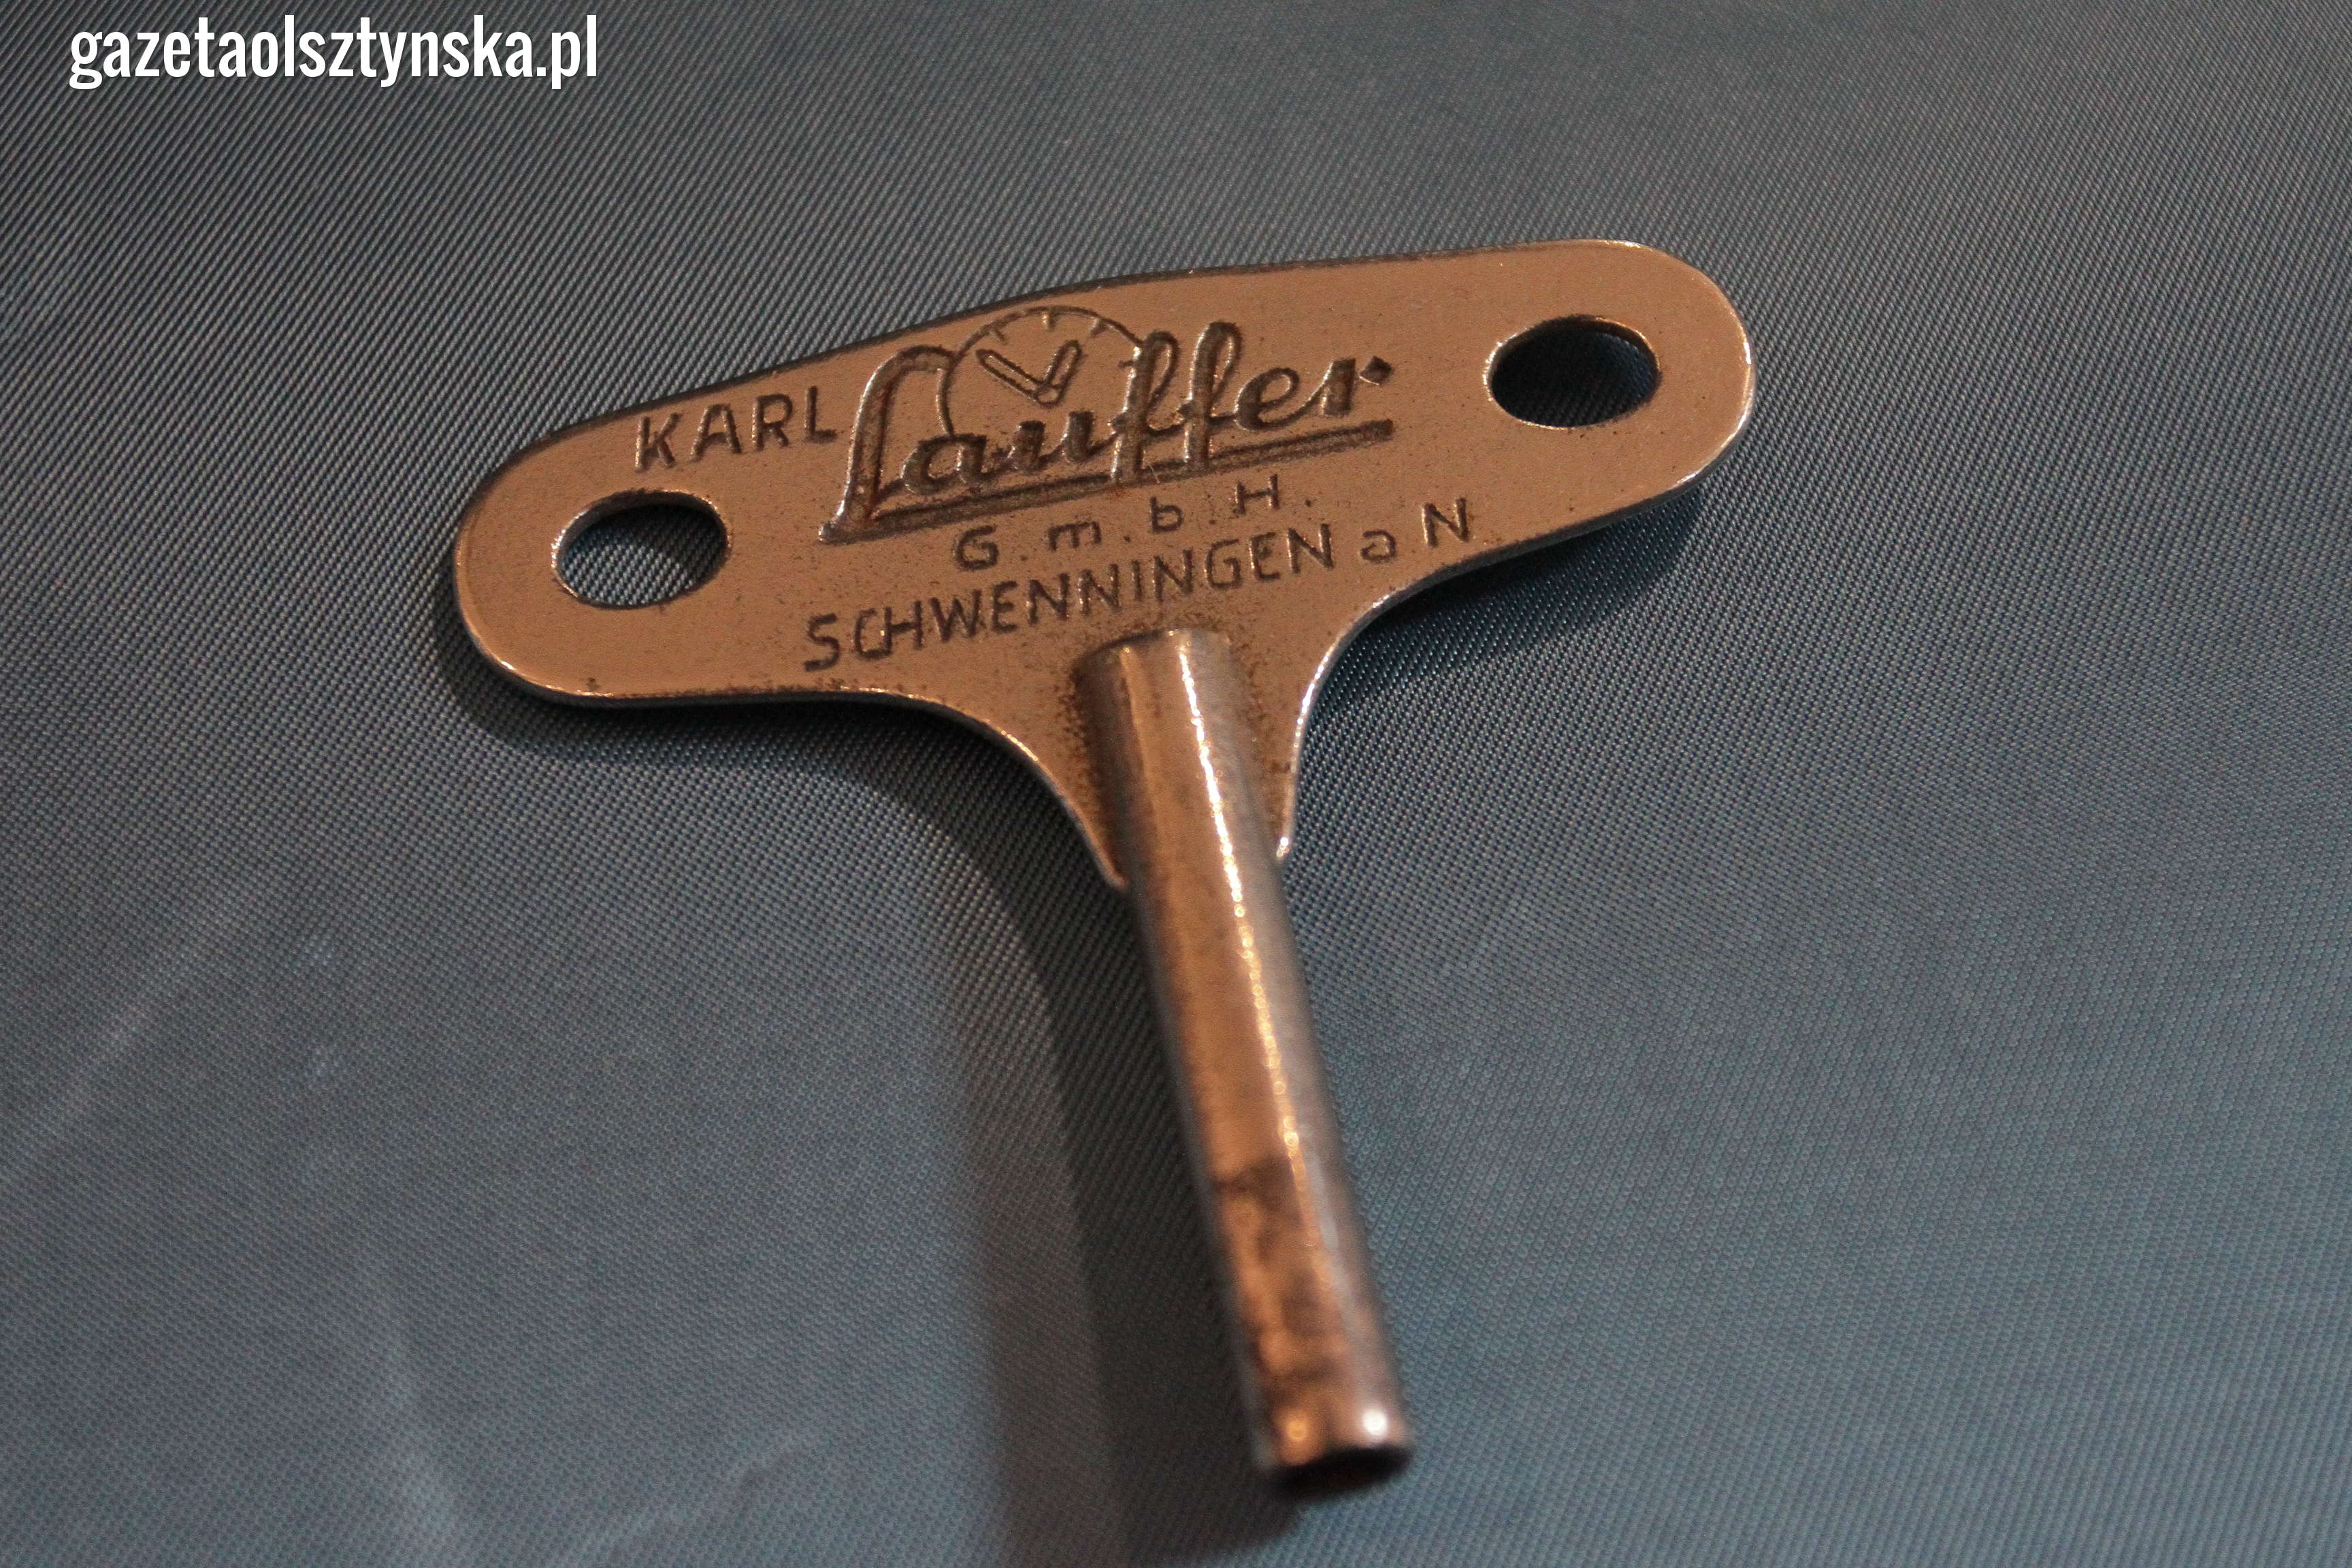 gazetaolsztynska.pl
KARL Lauffer
G.m.b.H.
SCHWENNINGEN a N